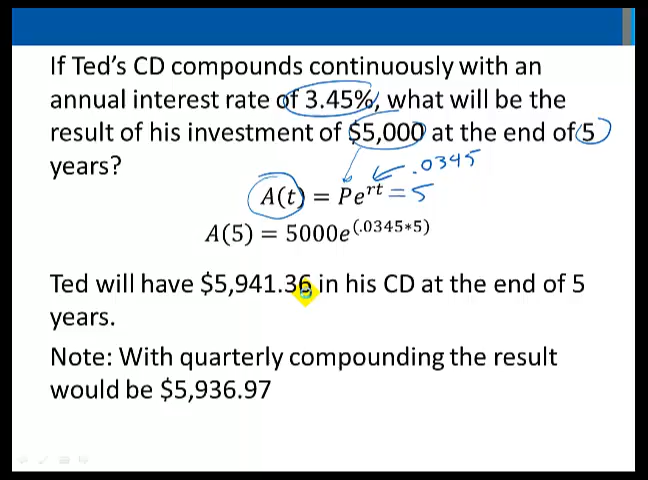 If Ted's CD compounds continuously with an
annual interest rate of 3.45%, what will be the
result of his investment of $5,000 at the end of 5
years?
.0345
A(t) = Pe^{rt} = 5
A(5) = 5000e^{(.0345*5)}
Ted will have $5,941.36 in his CD at the end of 5
years.
Note: With quarterly compounding the result
would be $5,936.97